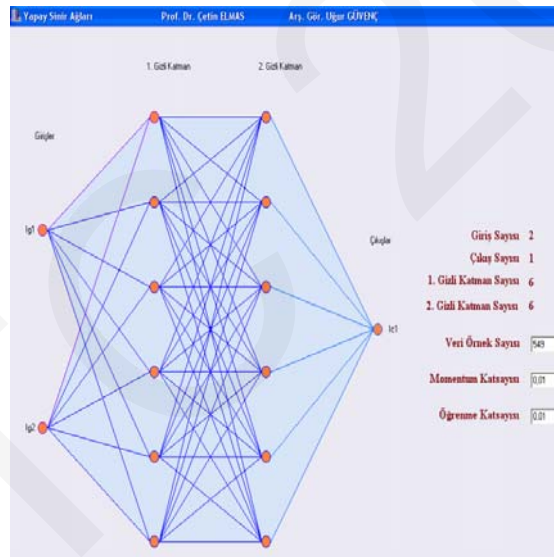 Yapay Sinir Ağları Prof. Dr. Çetin ELMAS Arş. Gör. Uğur GÜVENÇ
1. Gizli Katman 2. Gizli Katman
Girişler
Ig1
Çıkışlar
Giriş Sayısı 2
Çıkış Sayısı 1
1. Gizli Katman Sayısı 6
2. Gizli Katman Sayısı 6
Ic1
Veri Örnek Sayısı 549
Momentum Katsayısı 0,01
Öğrenme Katsayısı 0,01
Ig2